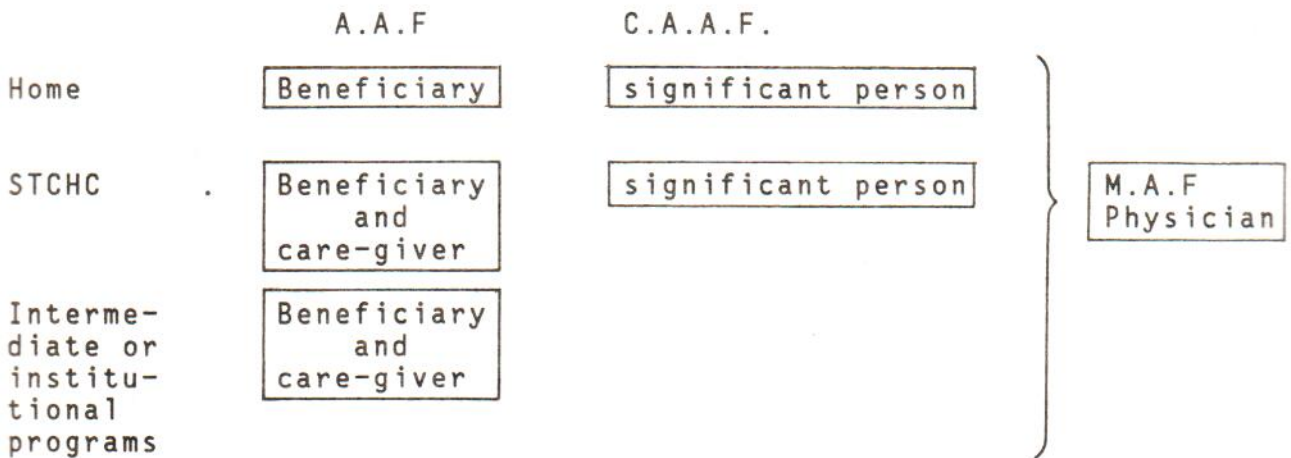 A.A.F C.A.A.F.
Home Beneficiary significant person
STCHC . Beneficiary significant person
and
care-giver
M.A.F
Physician
Interme- Beneficiary
diate or and
institu- care-giver
tional
programs